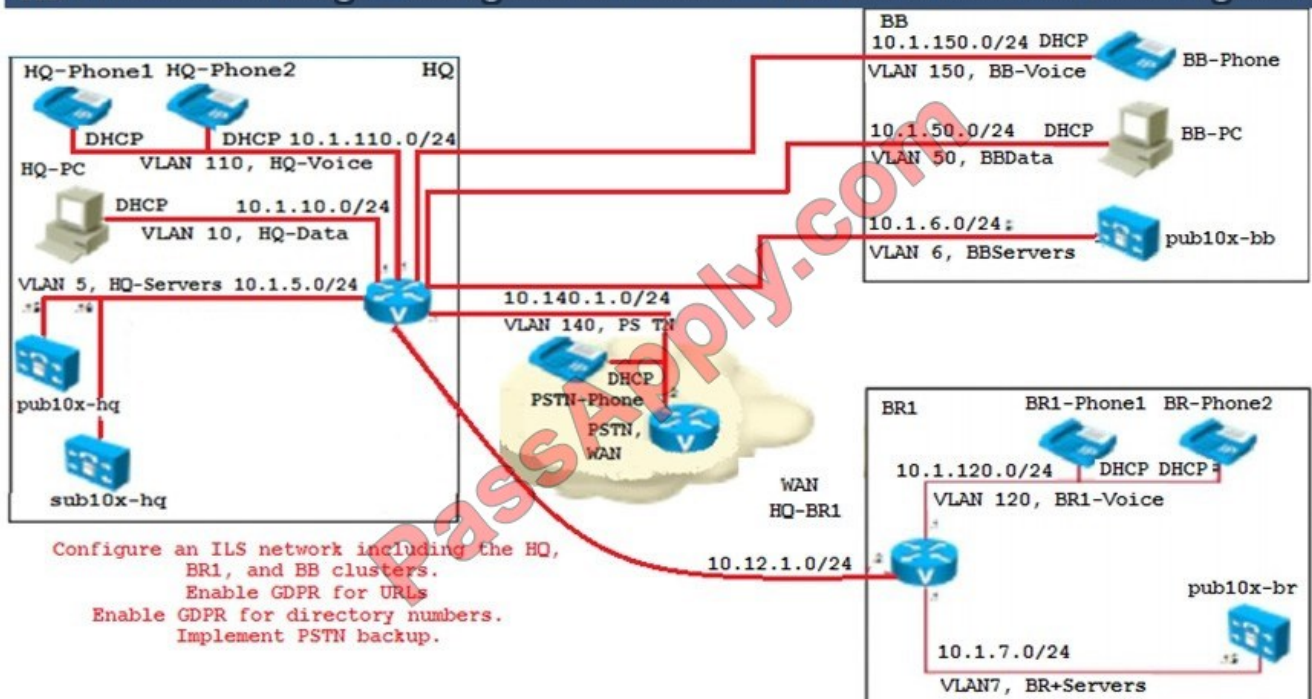 BB
10.1.150.0/24 DHCP
VLAN 150, BB-Voice
BB-Phone
10.1.50.0/24 DHCP
VLAN 50, BBData
BB-PC
10.1.6.0/24
VLAN 6, BBServers
pub10x-bb
HQ-Phone1 HQ-Phone2 HQ
DHCP DHCP 10.1.110.0/24
VLAN 110, HQ-Voice
HQ-PC
DHCP 10.1.10.0/24
VLAN 10, HQ-Data
VLAN 5, HQ-Servers 10.1.5.0/24
pub10x-hq
sub10x-hq
V
10.140.1.0/24
VLAN 140, PS TN
DHCP
PSTN-Phone
PSTN,
WAN
V
WAN
HQ-BR1
10.12.1.0/24
BR1
BR1-Phone1 BR-Phone2
10.1.120.0/24 DHCP DHCP
VLAN 120, BR1-Voice
V
pub10x-br
10.1.7.0/24
VLAN7, BR+Servers
Configure an ILS network including the HQ,
BR1, and BB clusters.
Enable GDPR for URLs
Enable GDPR for directory numbers.
Implement PSTN backup.
PassApply.com